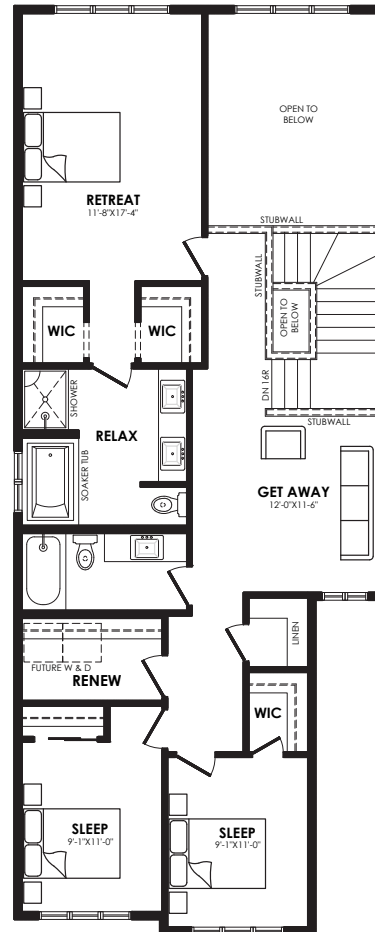 OPEN TO
BELOW
RETREAT
11'-8"X17'-4"
STUBWALL
STUBWALL
OPEN TO
BELOW
WIC
WIC
DN 16R
STUBWALL
SHOWER
RELAX
SOAKER TUB
GET AWAY
12'-0"X11-6"
LINEN
FUTURE W & D
RENEW
WIC
SLEEP
9'-1"X11'-0"
SLEEP
9'-1"X11'-0"